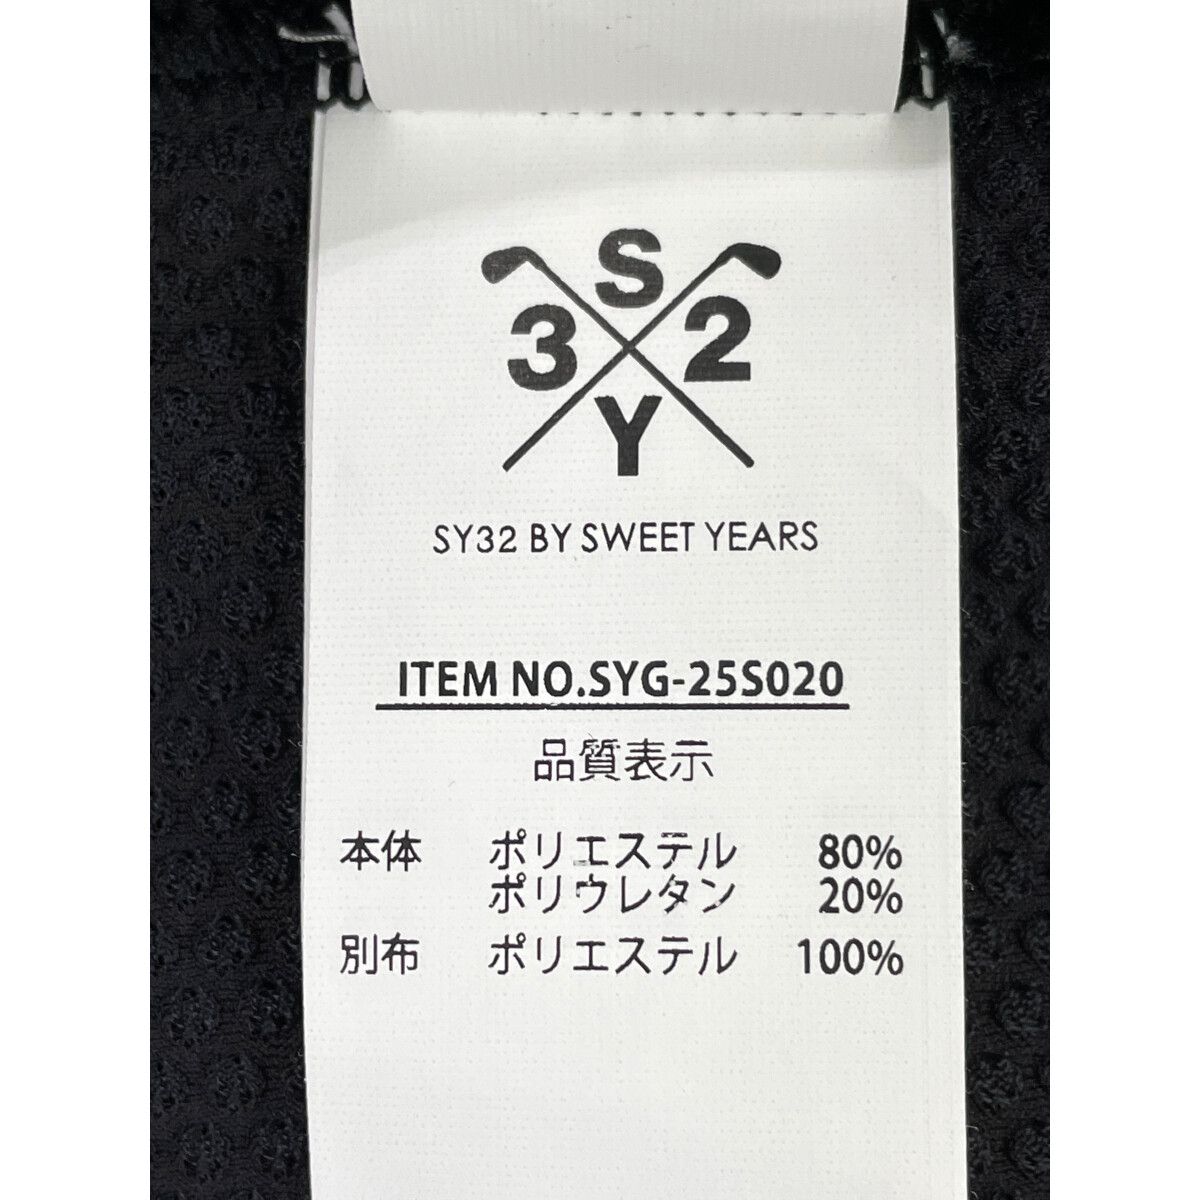 S
3 2
Y
SY32 BY SWEET YEARS
ITEM NO.SYG-25S020
品質表示
本体 ポリエステル 80%
ポリウレタン 20%
別布 ポリエステル 100%